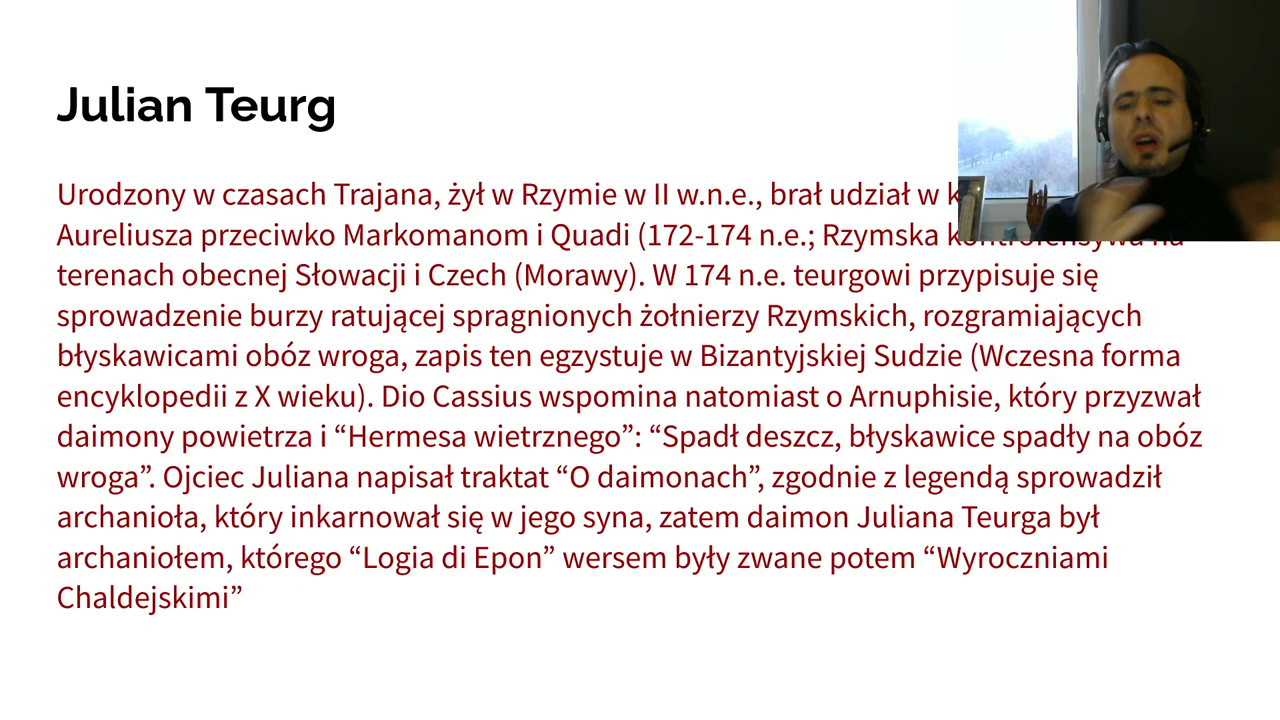 Julian Teurg
Urodzony w czasach Trajana, żył w Rzymie w II w.n.e., brał udział w
Aureliusza przeciwko Markomanom i Quadi (172-174 n.e.; Rzymska
terenach obecnej Słowacji i Czech (Morawy). W 174 n.e. teurgowi przypisuje się
sprowadzenie burzy ratującej spragnionych żołnierzy Rzymskich, rozgramiających
błyskawicami obóz wroga, zapis ten egzystuje w Bizantyjskiej Sudzie (Wczesna forma
encyklopedii z X wieku). Dio Cassius wspomina natomiast o Arnuphisie, który przyzwał
daimony powietrza i “Hermesa wietrznego”: “Spadł deszcz, błyskawice spadły na obóz
wroga”. Ojciec Juliana napisał traktat “O daimonach”, zgodnie z legendą sprowadził
archanioła, który inkarnował się w jego syna, zatem daimon Juliana Teurga był
archaniołem, którego “Logia di Epon” wersem były zwane potem “Wyroczniami
Chaldejskimi”